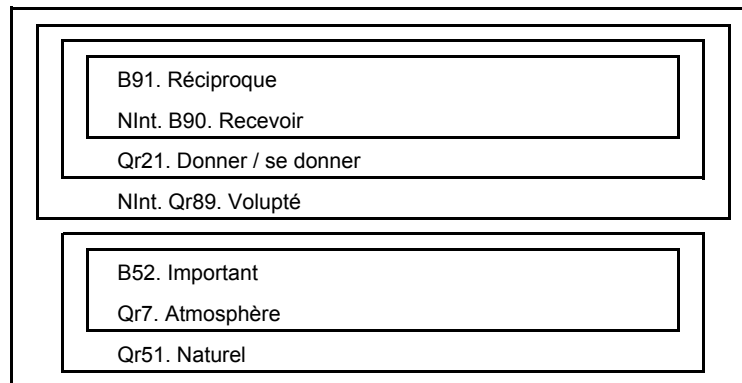 B91. Réciproque
NInt. B90. Recevoir
Qr21. Donner / se donner
NInt. Qr89. Volupté
B52. Important
Qr7. Atmosphère
Qr51. Naturel